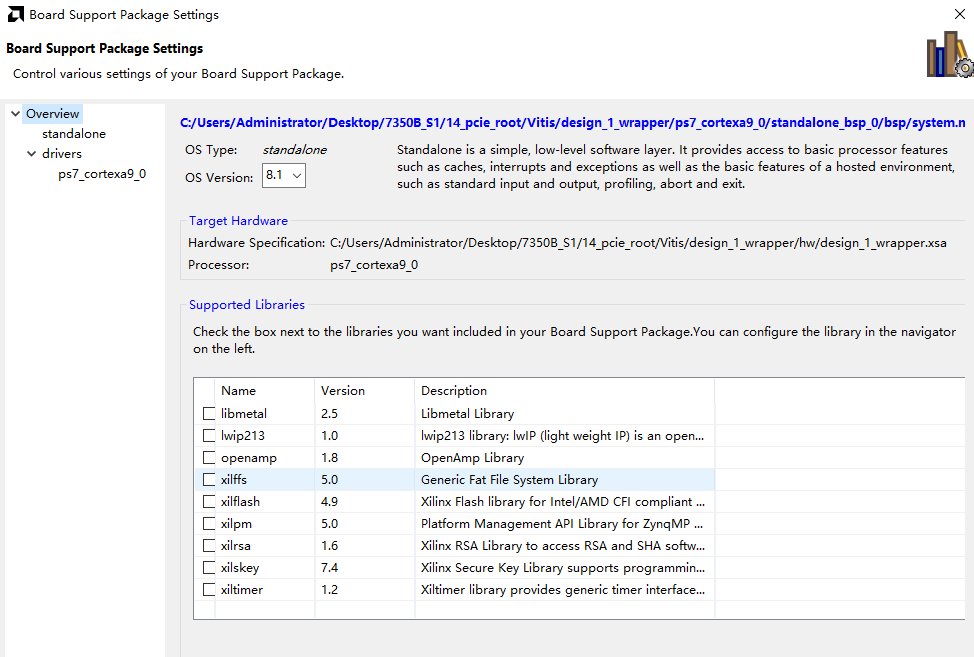 Board Support Package Settings
Board Support Package Settings
Control various settings of your Board Support Package.
Overview
standalone
drivers
ps7_cortexa9_0
C:/Users/Administrator/Desktop/7350B_S1/14_pcie_root/Vitis/design_1_wrapper/ps7_cortexa9_0/standalone_bsp_0/bsp/system.n
OS Type: standalone
OS Version: 8.1
Standalone is a simple, low-level software layer. It provides access to basic processor features
such as caches, interrupts and exceptions as well as the basic features of a hosted environment,
such as standard input and output, profiling, abort and exit.
Target Hardware
Hardware Specification: C:/Users/Administrator/Desktop/7350B_S1/14_pcie_root/Vitis/design_1_wrapper/hw/design_1_wrapper.xsa
Processor: ps7_cortexa9_0
Supported Libraries
Check the box next to the libraries you want included in your Board Support Package.You can configure the library in the navigator
on the left.
Name Version Description
libmetal 2.5 Libmetal Library
lwip213 1.0 lwip213 library: lwIP (light weight IP) is an open...
openamp 1.8 OpenAmp Library
xilffs 5.0 Generic Fat File System Library
xilflash 4.9 Xilinx Flash library for Intel/AMD CFI compliant ...
xilpm 5.0 Platform Management API Library for ZynqMP ...
xilrsa 1.6 Xilinx RSA Library to access RSA and SHA softw...
xilskey 7.4 Xilinx Secure Key Library supports programmin...
xiltimer 1.2 Xiltimer library provides generic timer interface...